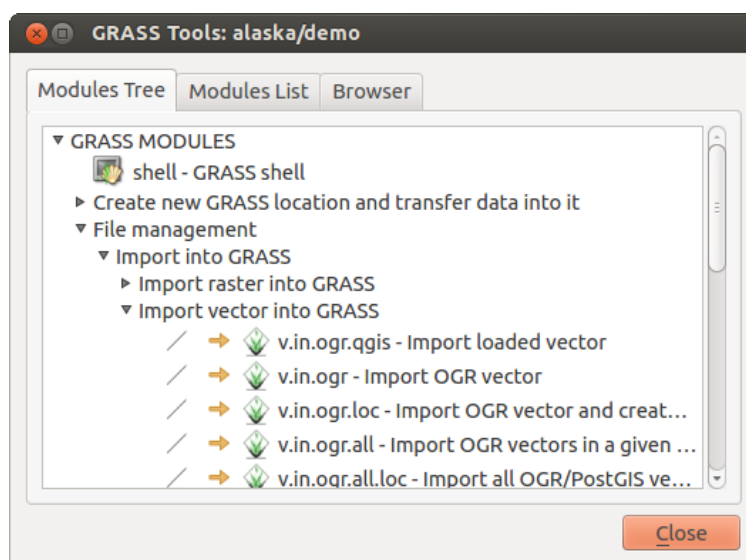 GRASS Tools: alaska/demo
Modules Tree Modules List Browser
GRASS MODULES
shell - GRASS shell
Create new GRASS location and transfer data into it
File management
Import into GRASS
Import raster into GRASS
Import vector into GRASS
v.in.ogr.qgis - Import loaded vector
v.in.ogr - Import OGR vector
v.in.ogr.loc - Import OGR vector and creat...
v.in.ogr.all - Import OGR vectors in a given ...
v.in.ogr.all.loc - Import all OGR/PostGIS ve...
Close